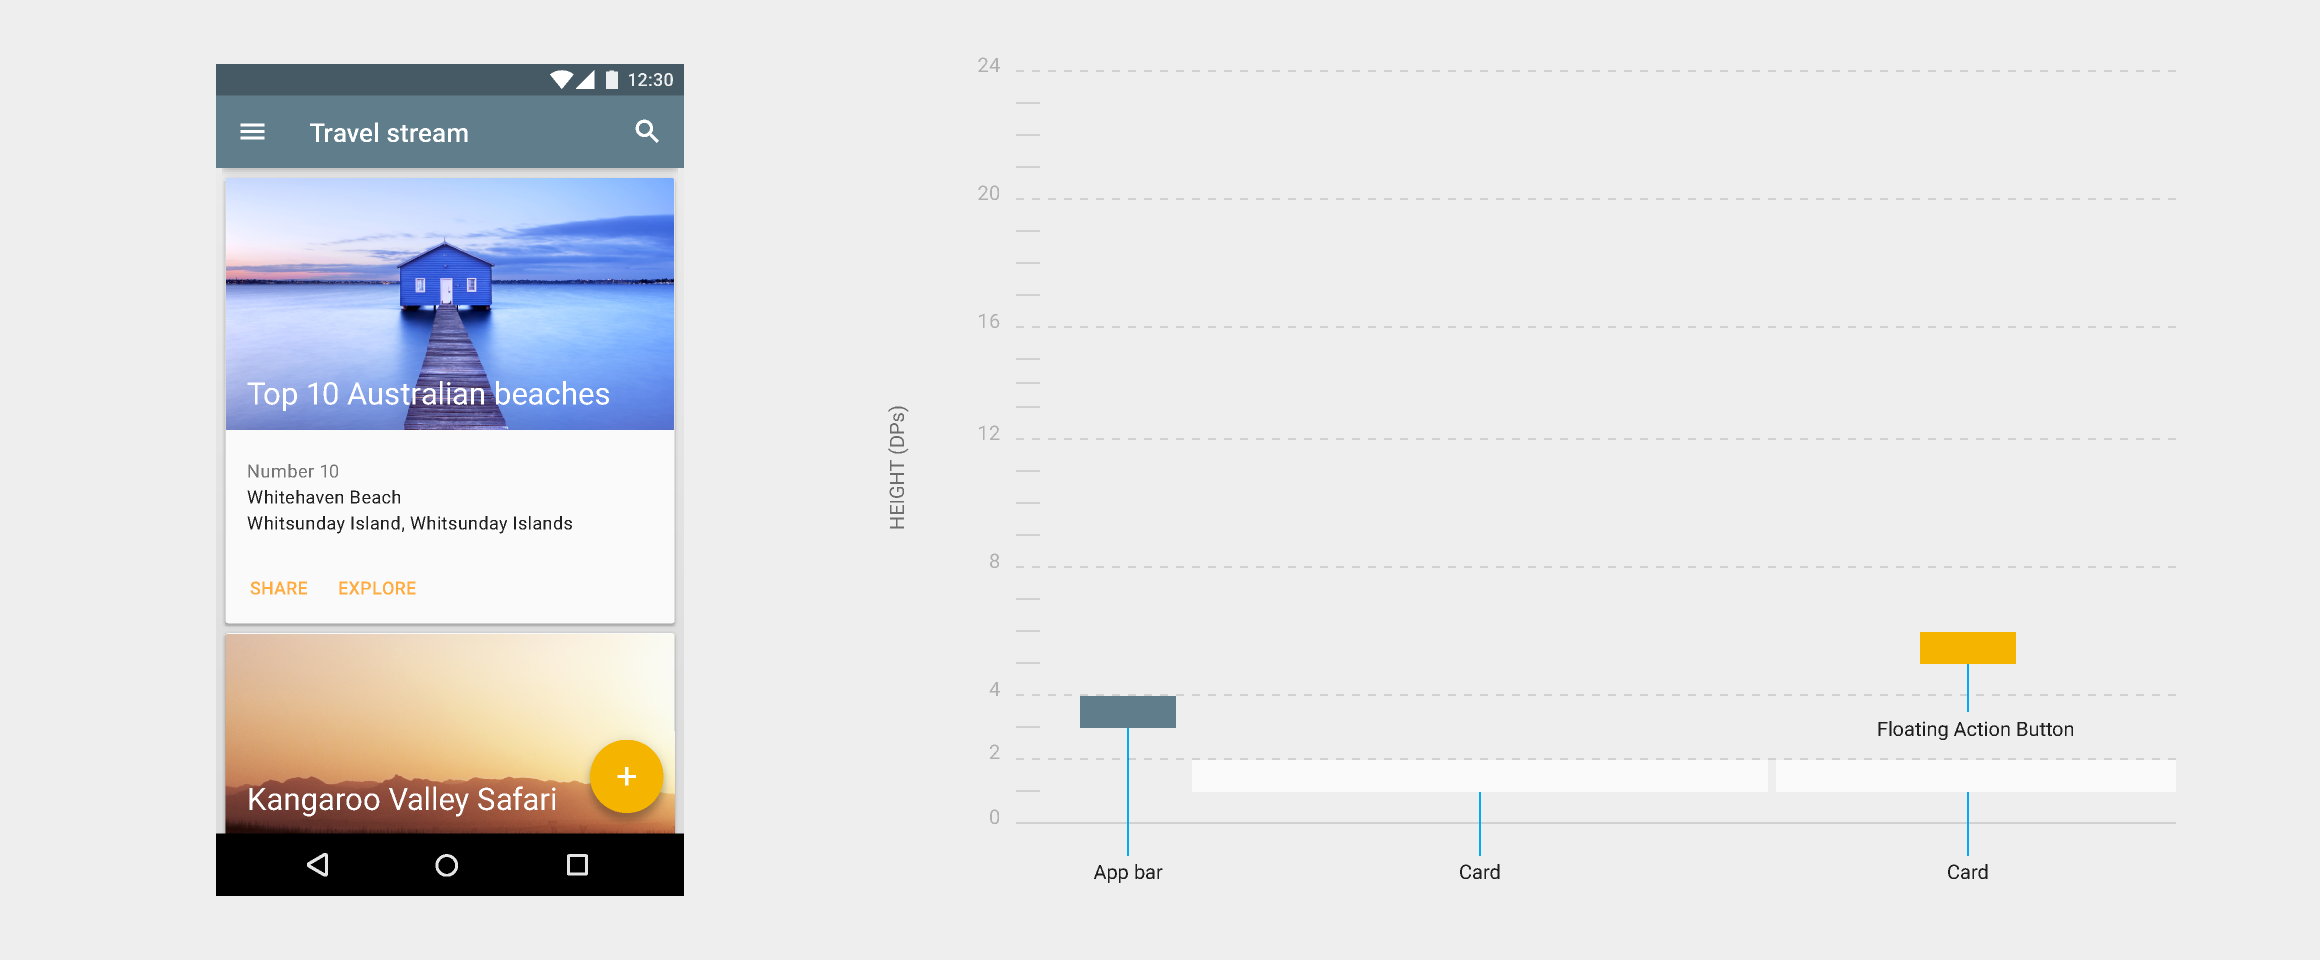 12:30
Travel stream
Top 10 Australian beaches
Number 10
Whitehaven Beach
Whitsunday Island, Whitsunday Islands
SHARE EXPLORE
Kangaroo Valley Safari
+
HEIGHT (DPs)
24
20
16
12
8
4
2
0
Floating Action Button
App bar
Card
Card